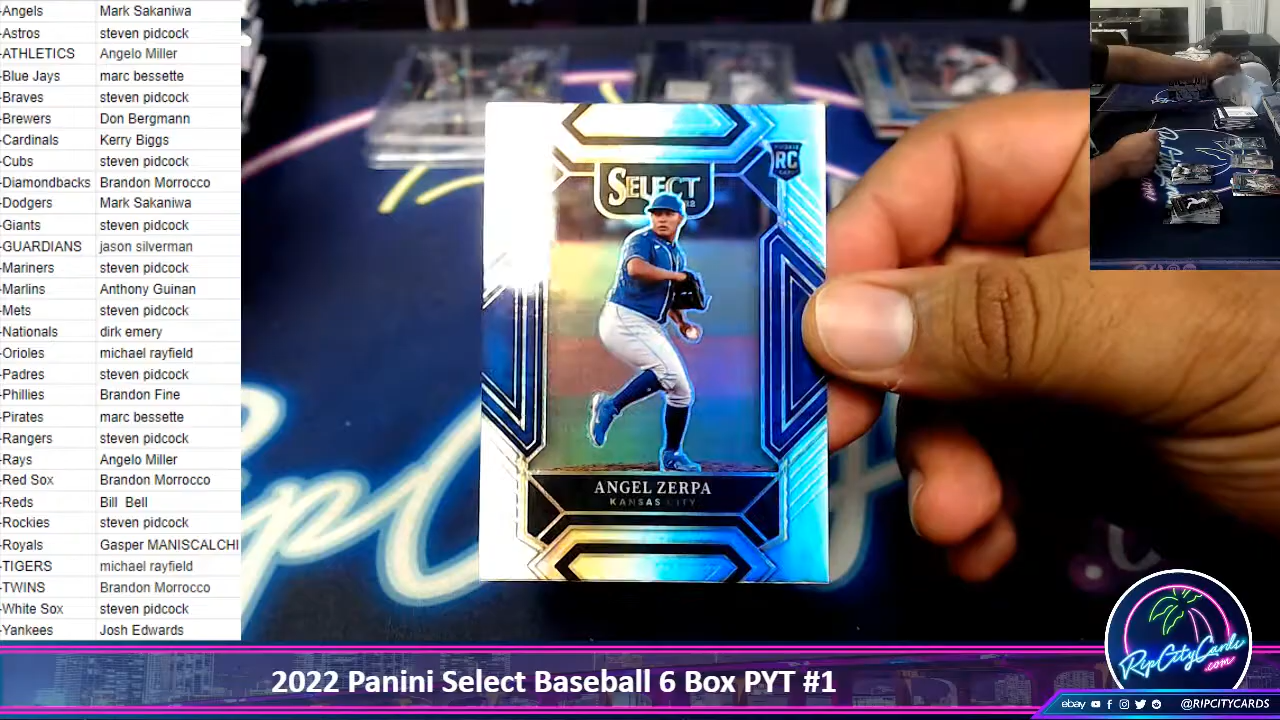 -Angels Mark Sakaniwa
-Astros steven pidcock
-ATHLETICS Angelo Miller
-Blue Jays marc bessette
-Braves steven pidcock
-Brewers Don Bergmann
-Cardinals Kerry Biggs
-Cubs steven pidcock
-Diamondbacks Brandon Morrocco
-Dodgers Mark Sakaniwa
-Giants steven pidcock
-GUARDIANS jason silverman
-Mariners steven pidcock
-Marlins Anthony Guinan
-Mets steven pidcock
-Nationals dirk emery
-Orioles michael rayfield
-Padres steven pidcock
-Phillies Brandon Fine
-Pirates marc bessette
-Rangers steven pidcock
-Rays Angelo Miller
-Red Sox Brandon Morrocco
-Reds Bill Bell
-Rockies steven pidcock
-Royals Gasper MANISCALCHI
-TIGERS michael rayfield
-TWINS Brandon Morrocco
-White Sox steven pidcock
-Yankees Josh Edwards
RC
SELECT
ANGEL ZERPA
KANSAS CITY
RipCityCards
.com
2022 Panini Select Baseball 6 Box PYT #1
ebay @RIPCITYCARDS